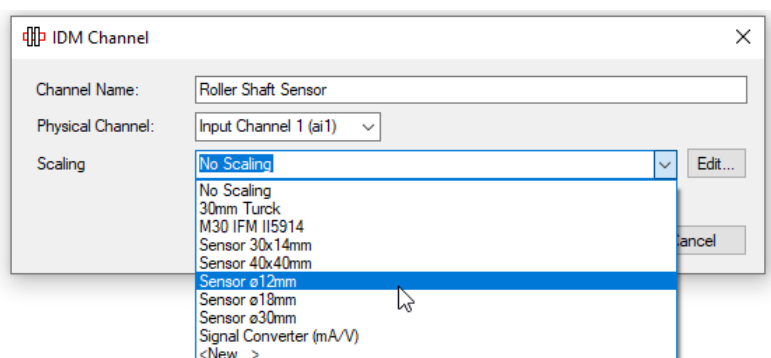 IDM Channel
Channel Name: Roller Shaft Sensor
Physical Channel: Input Channel 1 (ai1)
Scaling No Scaling Edit...
No Scaling
30mm Turck
M30 IFM II5914
Sensor 30x14mm
Sensor 40x40mm
Cancel
Sensor ø12mm
Sensor ø18mm
Sensor ø30mm
Signal Converter (mA/V)
<New...>